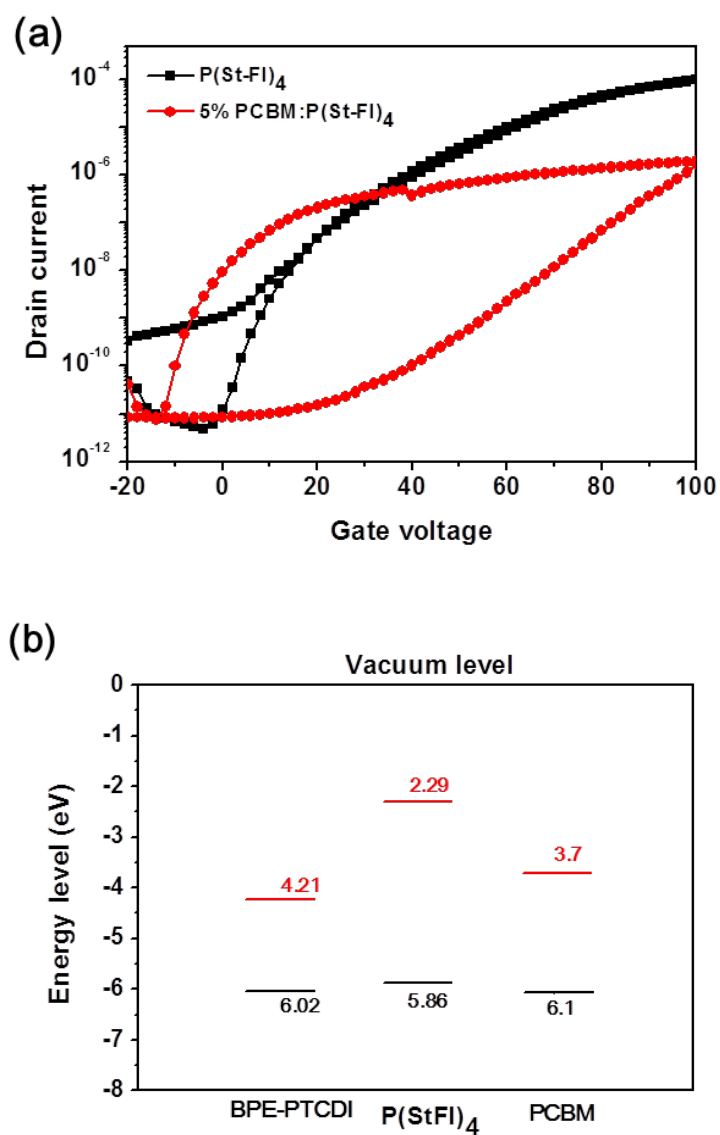 (a)
P(St-Fl)4
5% PCBM:P(St-Fl)4
10-4
10-6
10-8
10-10
10-12
-20
0
20
40
60
80
100
Drain current
Gate voltage
(b)
Vacuum level
0
-1
-2
-3
-4
-5
-6
-7
-8
Energy level (eV)
2.29
3.7
4.21
6.02
5.86
6.1
BPE-PTCDI
P(StFl)4
PCBM